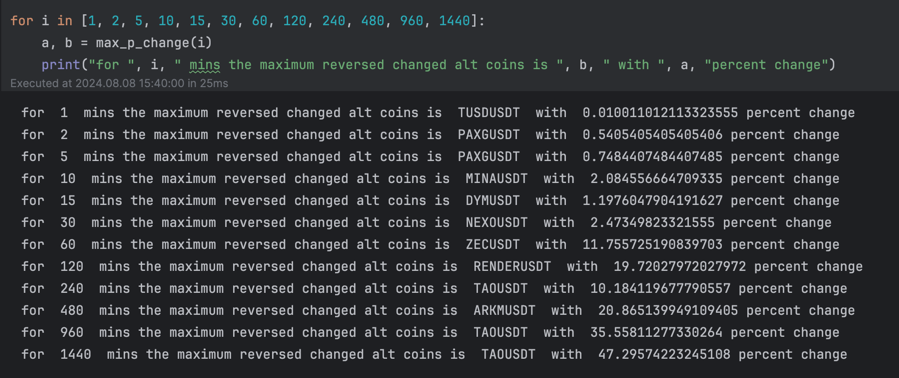 for i in [1, 2, 5, 10, 15, 30, 60, 120, 240, 480, 960, 1440]:
    a, b = max_p_change(i)
    print("for ", i, " mins the maximum reversed changed alt coins is ", b, " with ", a, "percent change")
Executed at 2024.08.08 15:40:00 in 25ms
for  1  mins the maximum reversed changed alt coins is  TUSDUSDT  with  0.010011012113323555 percent change
for  2  mins the maximum reversed changed alt coins is  PAXGUSDT  with  0.5405405405405406 percent change
for  5  mins the maximum reversed changed alt coins is  PAXGUSDT  with  0.7484407484407485 percent change
for  10  mins the maximum reversed changed alt coins is  MINAUSDT  with  2.084556664709335 percent change
for  15  mins the maximum reversed changed alt coins is  DYMUSDT  with  1.1976047904191627 percent change
for  30  mins the maximum reversed changed alt coins is  NEXOUSDT  with  2.47349823321555 percent change
for  60  mins the maximum reversed changed alt coins is  ZECUSDT  with  11.755725190839703 percent change
for  120  mins the maximum reversed changed alt coins is  RENDERUSDT  with  19.72027972027972 percent change
for  240  mins the maximum reversed changed alt coins is  TAOUSDT  with  10.184119677790557 percent change
for  480  mins the maximum reversed changed alt coins is  ARKMUSDT  with  20.865139949109405 percent change
for  960  mins the maximum reversed changed alt coins is  TAOUSDT  with  35.55811277330264 percent change
for  1440  mins the maximum reversed changed alt coins is  TAOUSDT  with  47.29574223245108 percent change